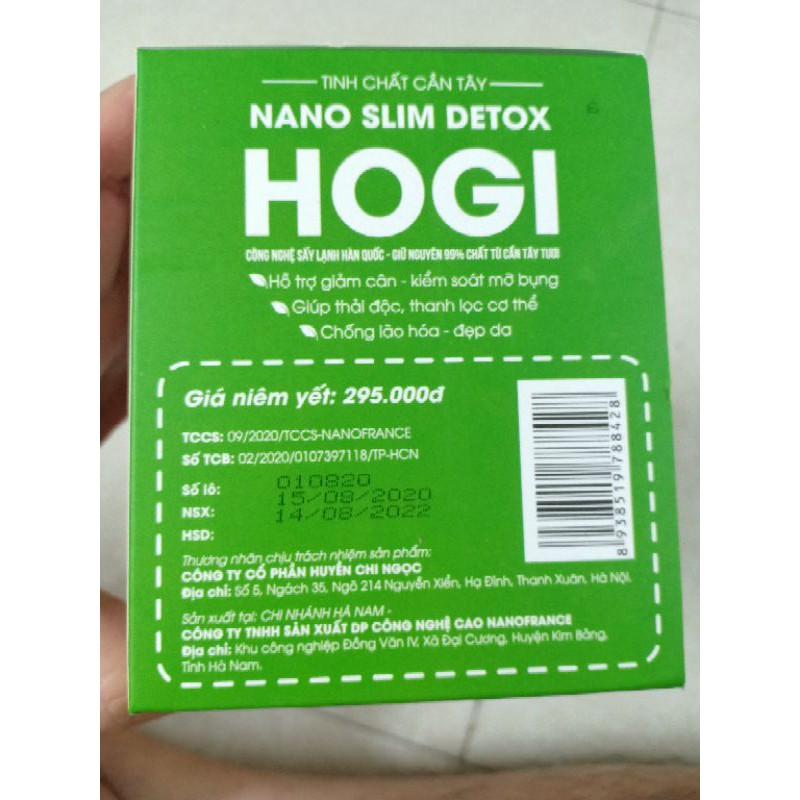 TINH CHẤT CẦN TÂY
NANO SLIM DETOX
HOGI
CÔNG NGHỆ SẤY LẠNH HÀN QUỐC - GIỮ NGUYÊN 99% CHẤT TỪ CẦN TÂY TƯƠI
Hỗ trợ giảm cân - kiểm soát mỡ bụng
Giúp thải độc, thanh lọc cơ thể
Chống lão hóa - đẹp da
Giá niêm yết: 295.000đ
TCCS: 09/2020/TCCS-NANOFRANCE
Số TCB: 02/2020/0107397118/TP-HCN
Số lô: 010820
NSX: 15/08/2020
HSD: 14/08/2022
8 938519 788428
Thương nhân chịu trách nhiệm sản phẩm:
CÔNG TY CỔ PHẦN HUYỀN CHI NGỌC
Địa chỉ: Số 5, Ngách 35, Ngõ 214 Nguyễn Xiển, Hạ Đình, Thanh Xuân, Hà Nội.
Sản xuất tại: CHI NHÁNH HÀ NAM -
CÔNG TY TNHH SẢN XUẤT DP CÔNG NGHỆ CAO NANOFRANCE
Địa chỉ: Khu công nghiệp Đồng Văn IV, Xã Đại Cương, Huyện Kim Bảng,
Tỉnh Hà Nam.